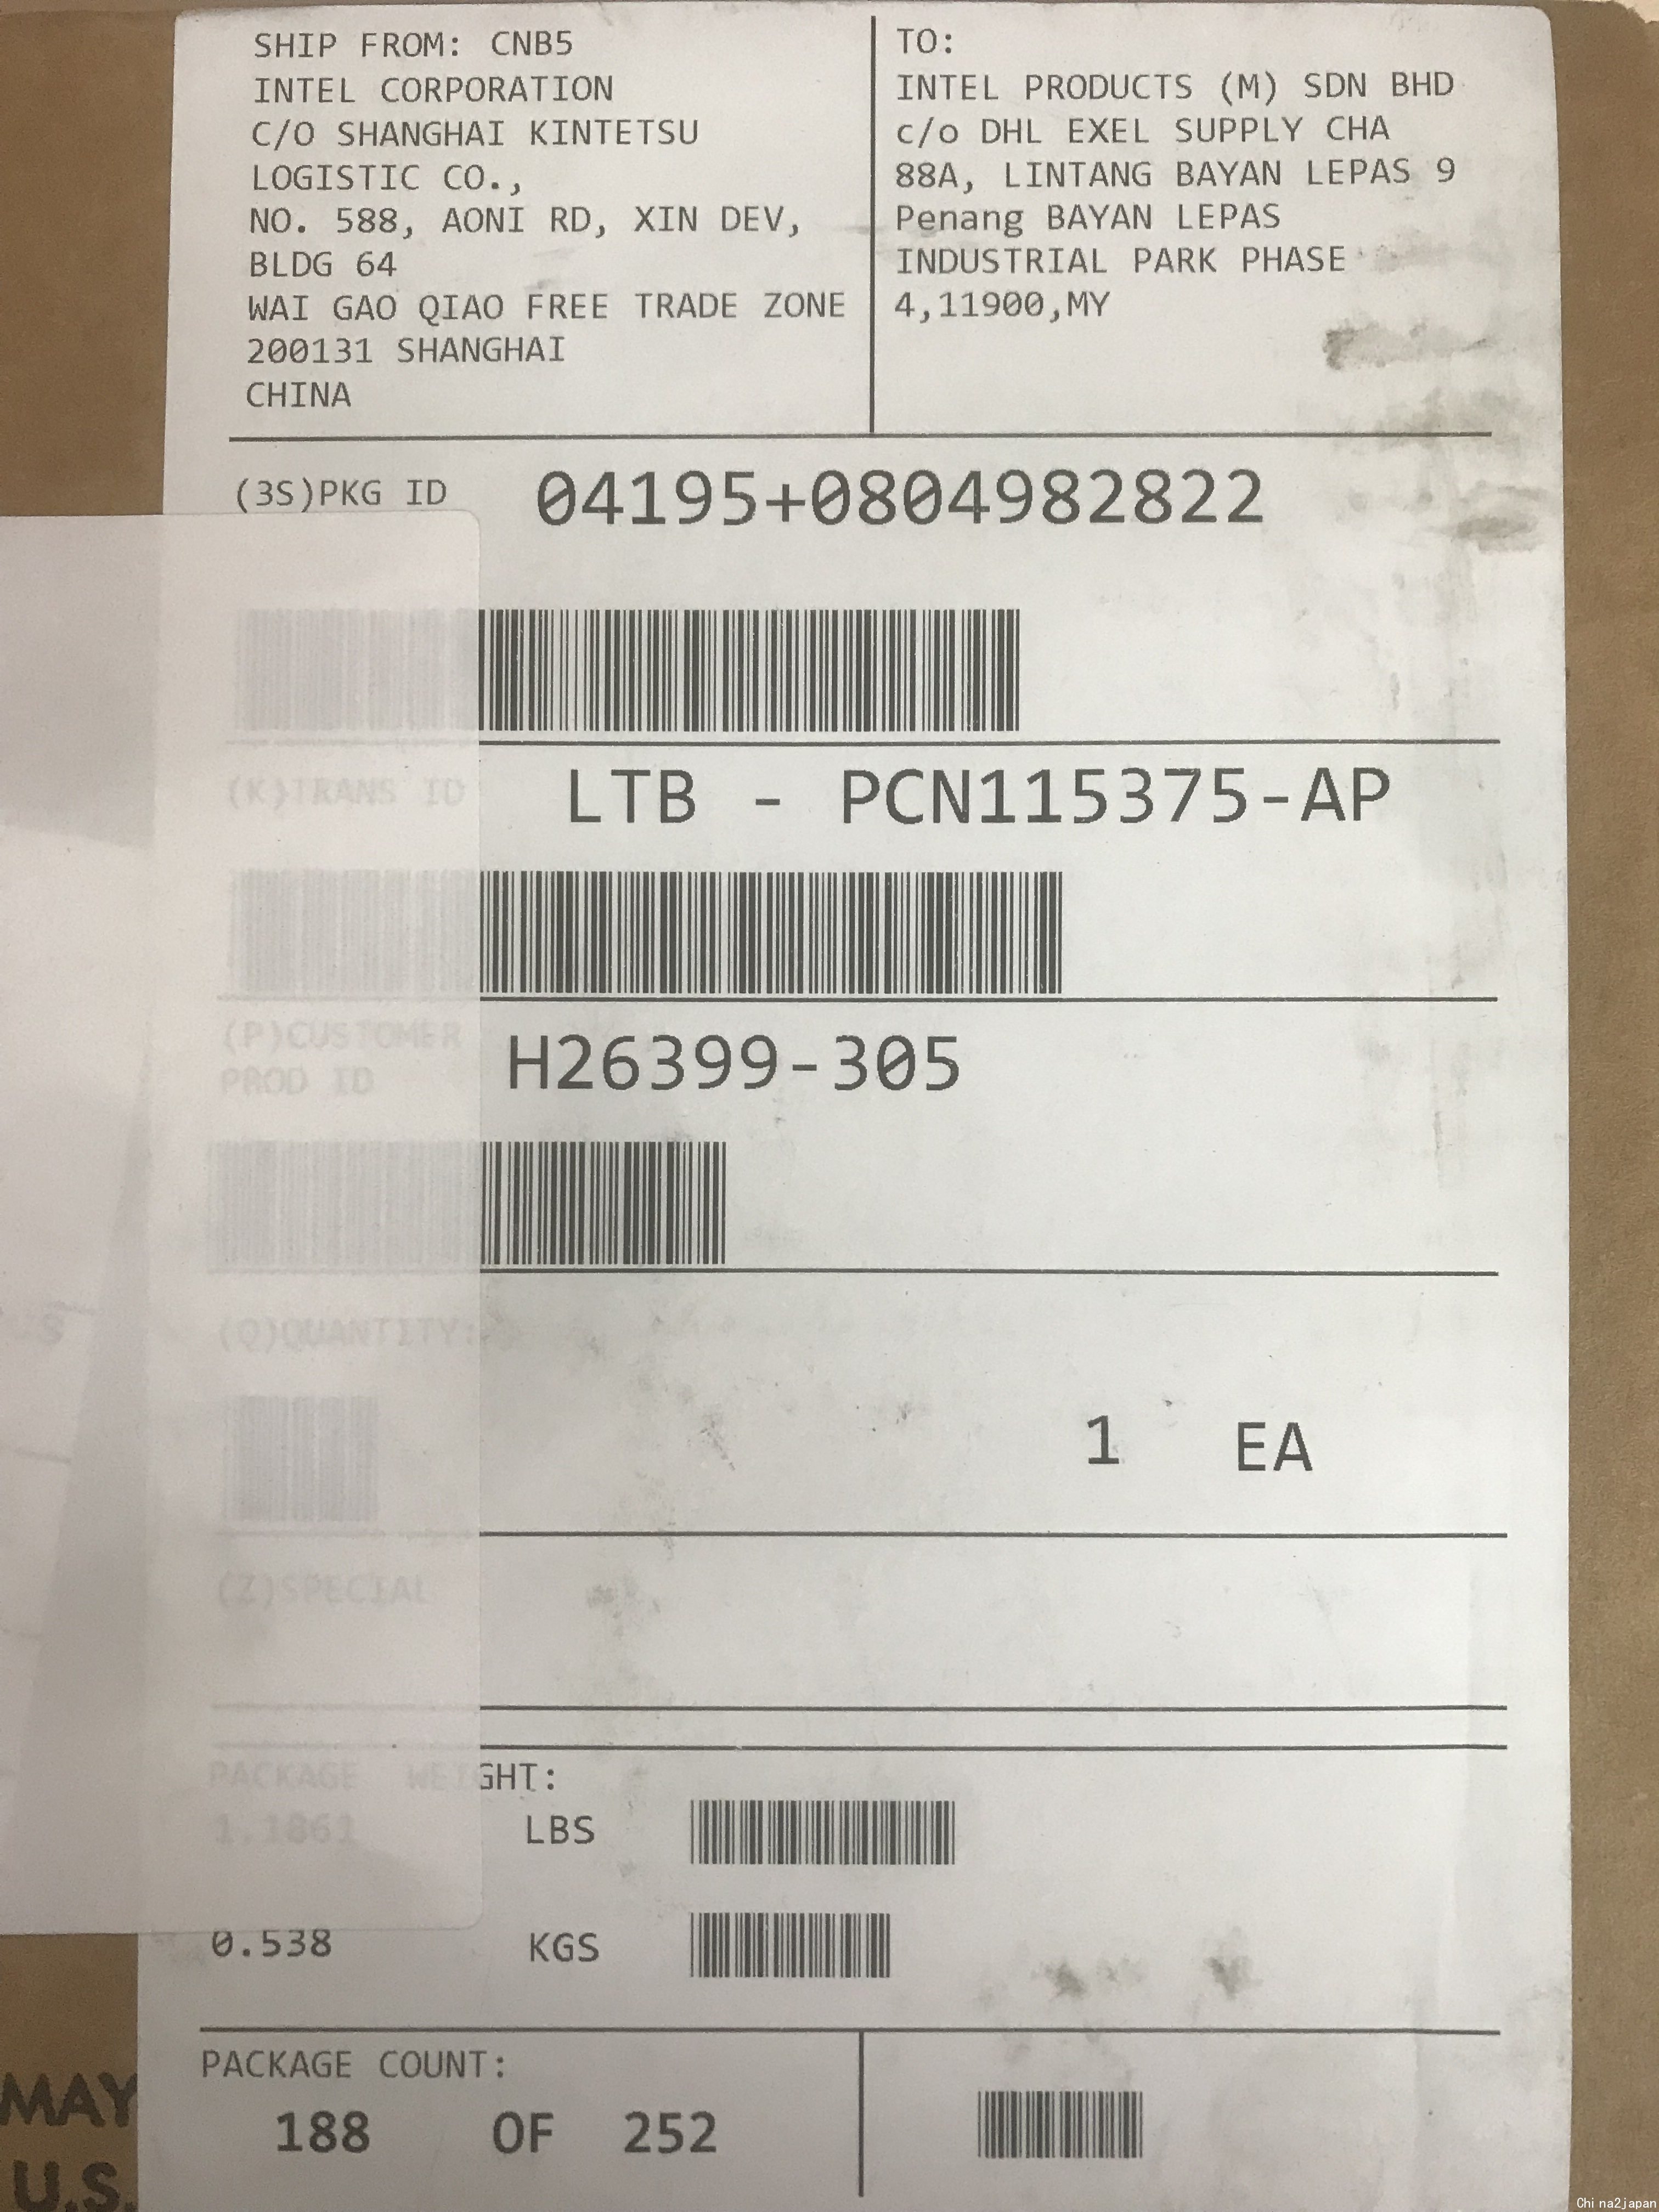 SHIP FROM: CNB5
INTEL CORPORATION
C/O SHANGHAI KINTETSU
LOGISTIC CO.,
NO. 588, AONI RD, XIN DEV,
BLDG 64
WAI GAO QIAO FREE TRADE ZONE
200131 SHANGHAI
CHINA
TO:
INTEL PRODUCTS (M) SDN BHD
c/o DHL EXEL SUPPLY CHA
88A, LINTANG BAYAN LEPAS 9
Penang BAYAN LEPAS
INDUSTRIAL PARK PHASE
4,11900,MY
(3S)PKG ID 04195+0804982822
(K)TRANS ID LTB - PCN115375-AP
(P)CUSTOMER
PROD ID
H26399-305
(Q)QUANTITY:
1 EA
(Z)SPECIAL
PACKAGE WEIGHT:
1.1861 LBS
0.538 KGS
PACKAGE COUNT:
188 OF 252
MAY
U.S.
Chi na2japan